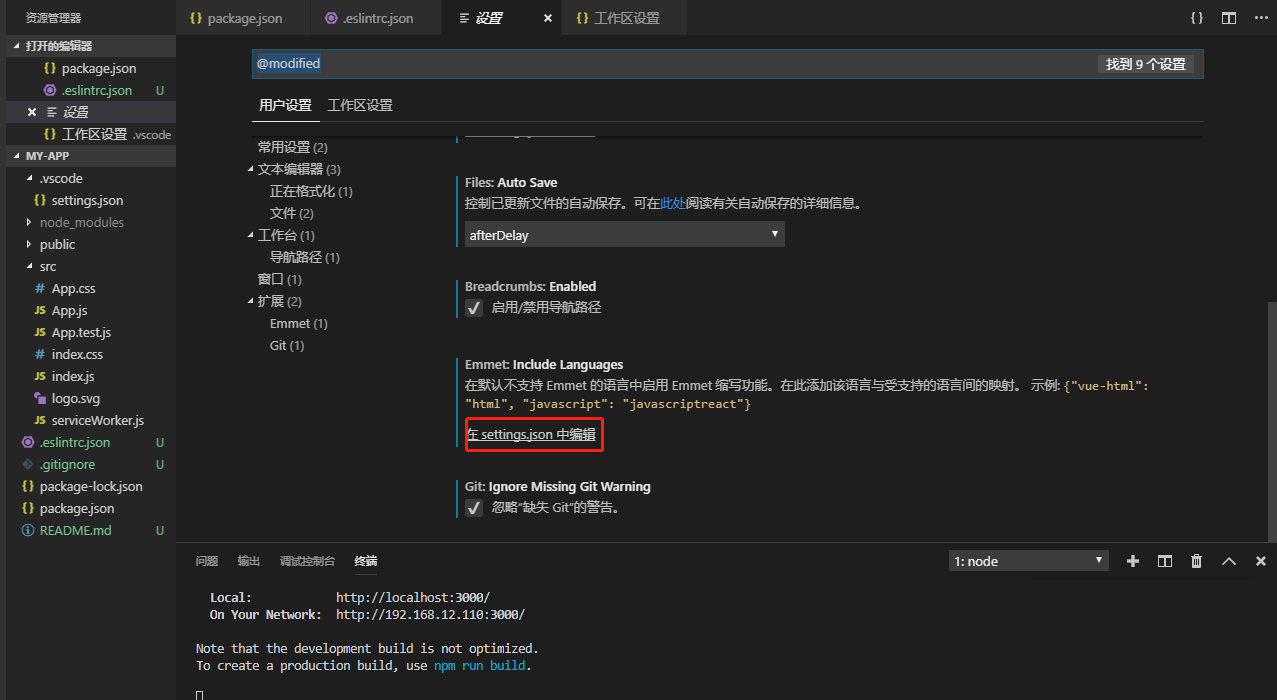 资源管理器
打开的编辑器
{} package.json
.eslintrc.json U
设置
{} 工作区设置 .vscode
MY-APP
.vscode
{} settings.json
node_modules
public
src
# App.css
JS App.js
JS App.test.js
# index.css
JS index.js
logo.svg
JS serviceWorker.js
.eslintrc.json U
.gitignore U
{} package-lock.json
{} package.json
README.md U
{} package.json
.eslintrc.json
设置
{} 工作区设置
{}
@modified
找到 9 个设置
用户设置 工作区设置
常用设置 (2)
文本编辑器 (3)
正在格式化 (1)
文件 (2)
工作台 (1)
导航路径 (1)
窗口 (1)
扩展 (2)
Emmet (1)
Git (1)
Files: Auto Save
控制已更新文件的自动保存。可在此处阅读有关自动保存的详细信息。
afterDelay
Breadcrumbs: Enabled
启用/禁用导航路径
Emmet: Include Languages
在默认不支持 Emmet 的语言中启用 Emmet 缩写功能。在此添加该语言与受支持的语言间的映射。 示例: {"vue-html":
"html", "javascript": "javascriptreact"}
在 settings.json 中编辑
Git: Ignore Missing Git Warning
忽略“缺失 Git”的警告。
问题 输出 调试控制台 终端
1: node
Local: http://localhost:3000/
On Your Network: http://192.168.12.110:3000/
Note that the development build is not optimized.
To create a production build, use npm run build.